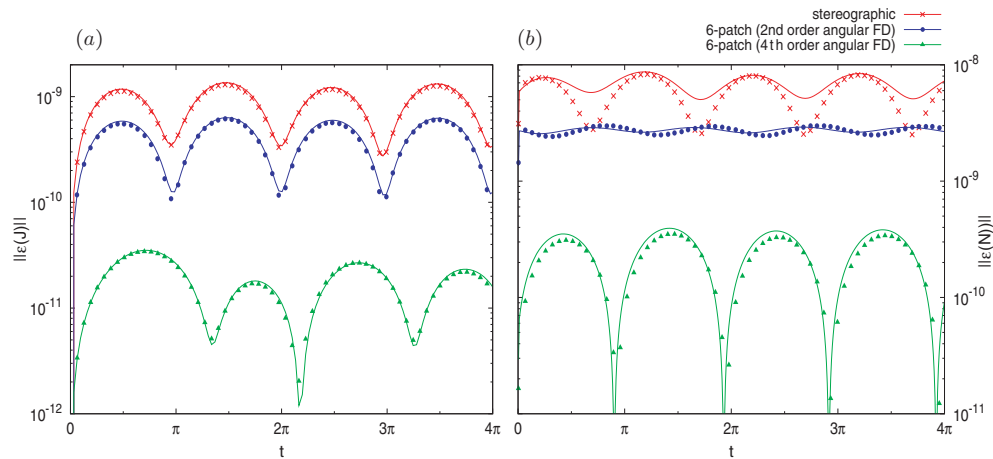 stereographic
6-patch (2nd order angular FD)
6-patch (4th order angular FD)
(a)
(b)
10⁻⁹
10⁻¹⁰
10⁻¹¹
10⁻¹²
||ε(J)||
0
π
2π
3π
4π
t
10⁻⁸
10⁻⁹
10⁻¹⁰
10⁻¹¹
||ε(N)||
0
π
2π
3π
4π
t